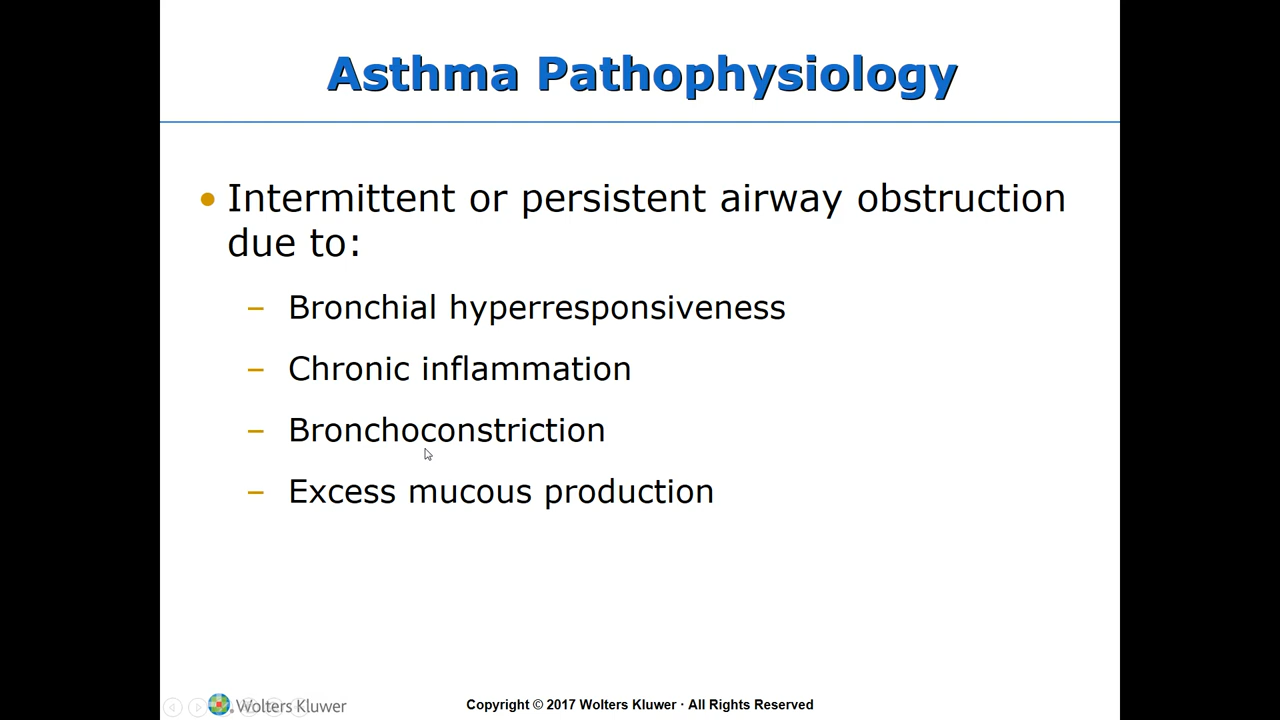 Asthma Pathophysiology
• Intermittent or persistent airway obstruction
due to:
– Bronchial hyperresponsiveness
– Chronic inflammation
– Bronchoconstriction
– Excess mucous production
Wolters Kluwer
Copyright © 2017 Wolters Kluwer · All Rights Reserved